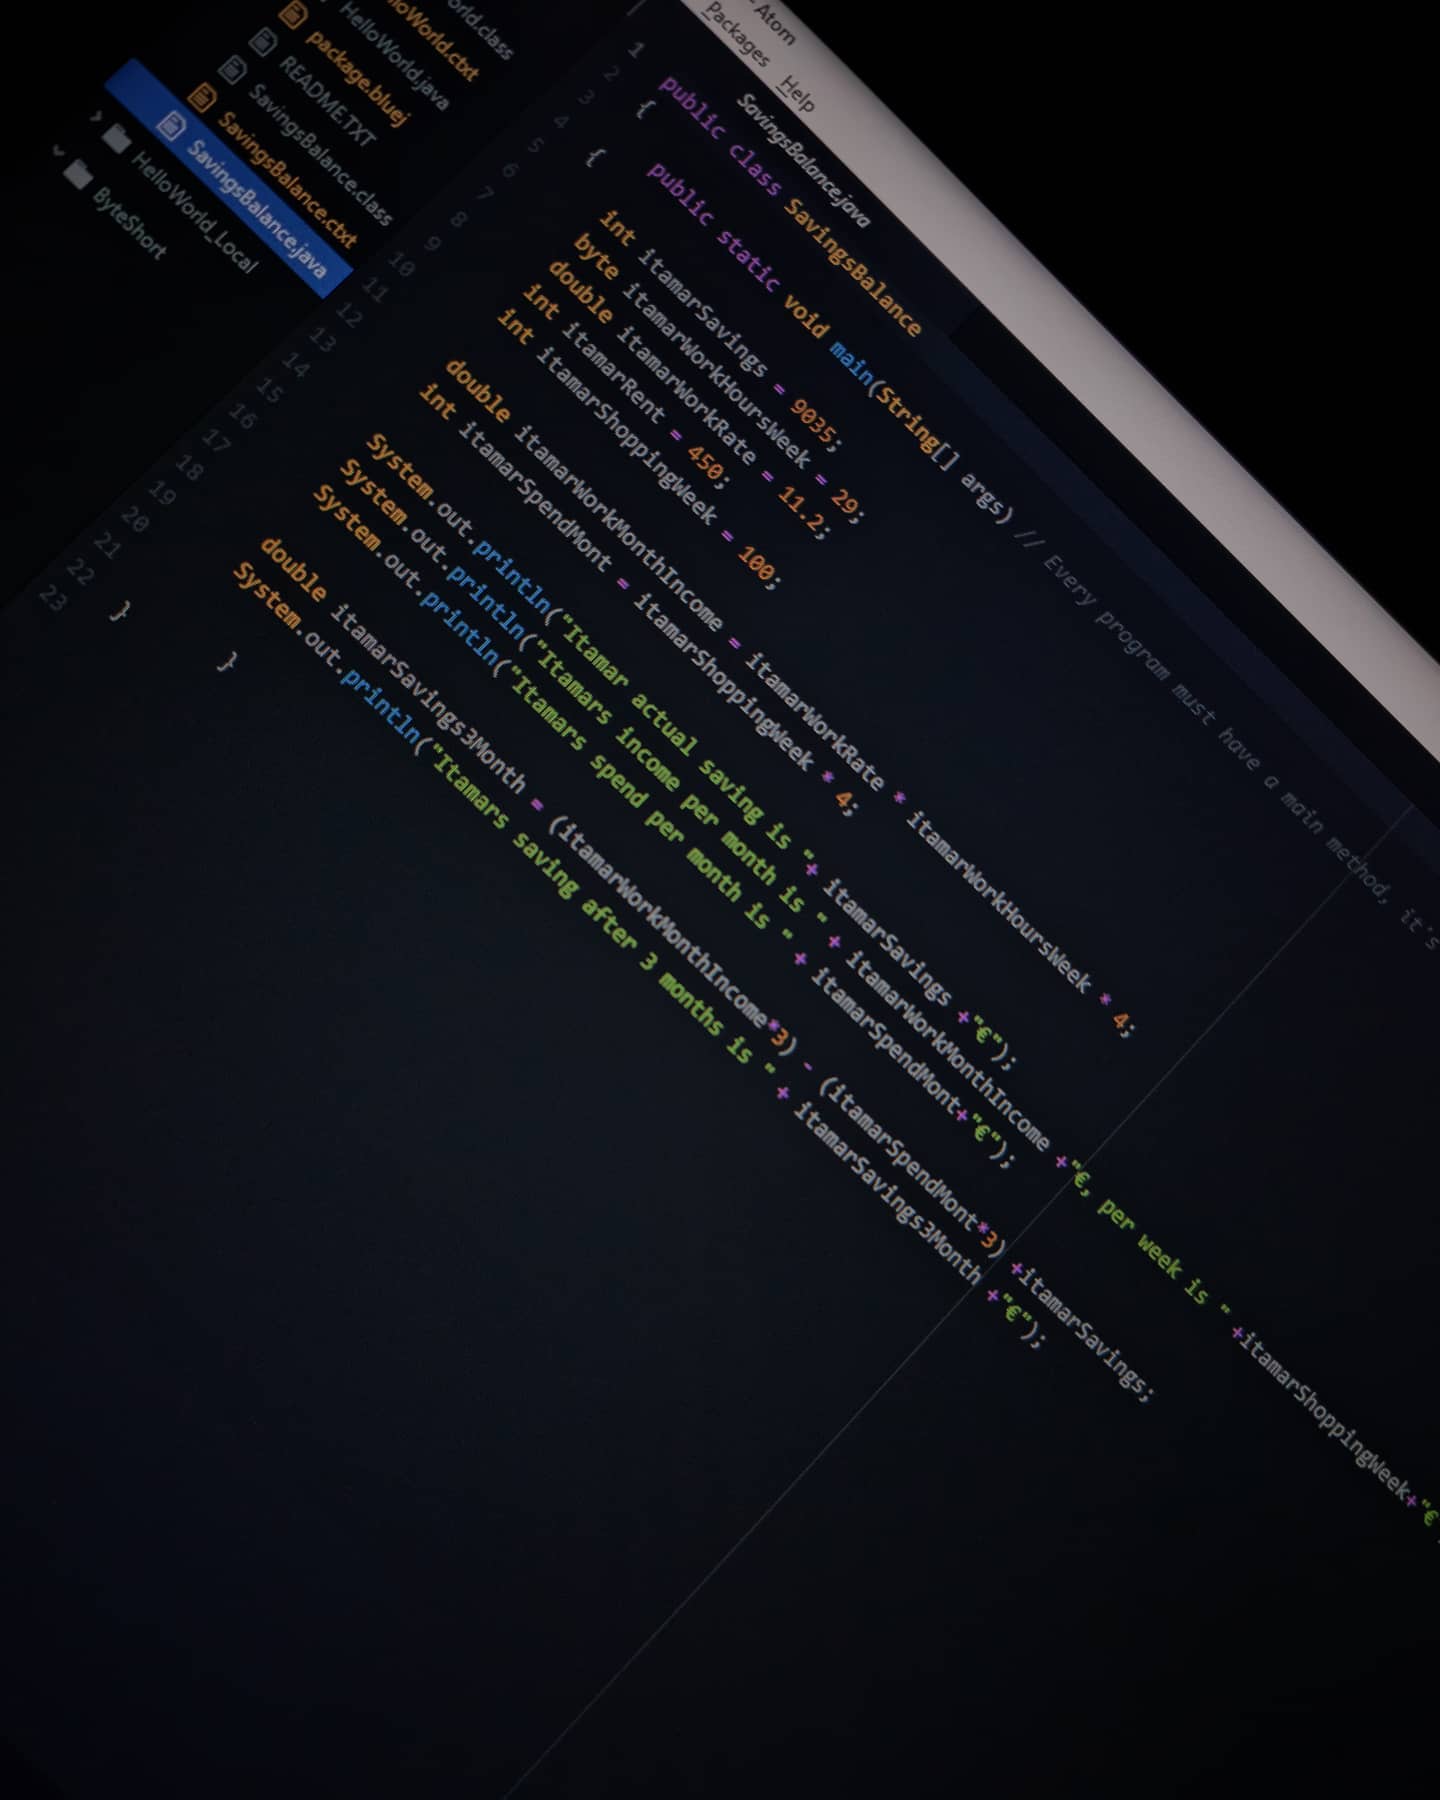 Atom
Packages Help
HelloWorld.java
package.bluej
README.TXT
SavingsBalance.class
SavingsBalance.ctxt
SavingsBalance.java
HelloWorld_Local
ByteShort
SavingsBalance.java
1 public class SavingsBalance
2 {
3 public static void main(String[] args) // Every program must have a main method, it's
4 {
5 int itamarSavings = 9035;
6 byte itamarWorkHoursWeek = 29;
7 double itamarWorkRate = 11.2;
8 int itamarRent = 450;
9 int itamarShoppingWeek = 100;
10
11 double itamarWorkMonthIncome = itamarWorkRate * itamarWorkHoursWeek * 4;
12 int itamarSpendMont = itamarShoppingWeek * 4;
13
14 System.out.println("Itamar actual saving is "+ itamarSavings +"€");
15 System.out.println("Itamars income per month is "+ itamarWorkMonthIncome +"€, per week is " +itamarShoppingWeek+"€
16 System.out.println("Itamars spend per month is "+ itamarSpendMont+"€");
17
18 double itamarSavings3Month = (itamarWorkMonthIncome*3) - (itamarSpendMont*3) +itamarSavings;
19 System.out.println("Itamars saving after 3 months is "+ itamarSavings3Month +"€");
20
21 }
22
23 }